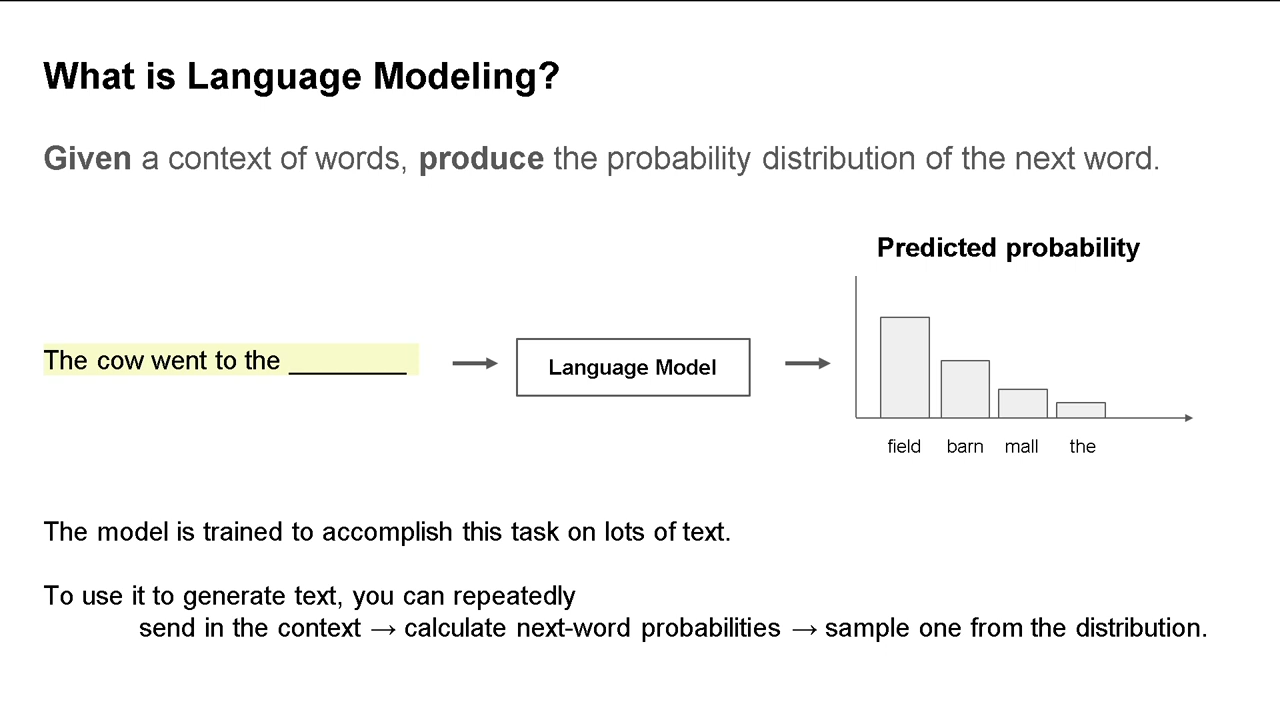 What is Language Modeling?
Given a context of words, produce the probability distribution of the next word.
Predicted probability
The cow went to the _________
Language Model
field barn mall the
The model is trained to accomplish this task on lots of text.
To use it to generate text, you can repeatedly
send in the context → calculate next-word probabilities → sample one from the distribution.